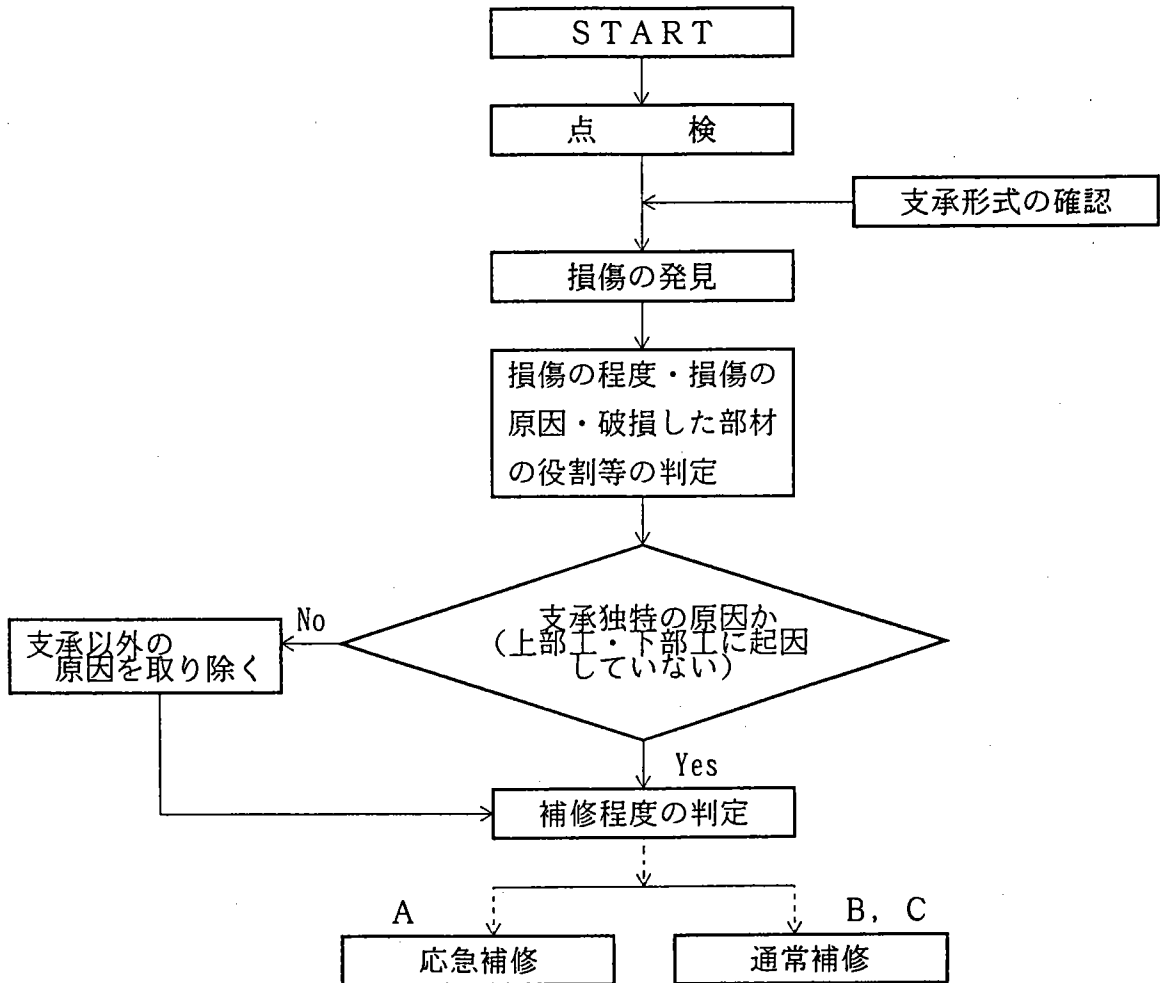 START
点　　検
支承形式の確認
損傷の発見
損傷の程度・損傷の
原因・破損した部材
の役割等の判定
支承独特の原因か
(上部工・下部工に起因
していない)
No
支承以外の
原因を取り除く
Yes
補修程度の判定
A
B, C
応急補修
通常補修